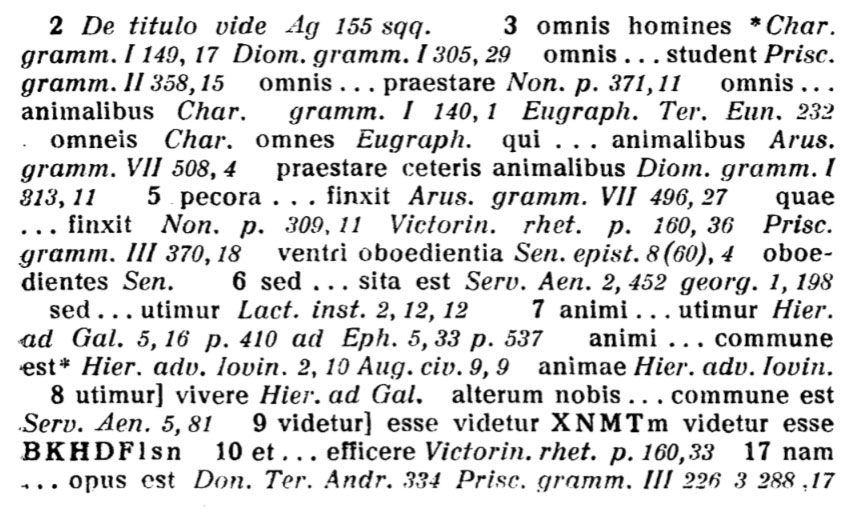 2 De titulo vide Ag 155 sqq. 3 omnis homines * Char.
gramm. I 149, 17 Diom. gramm. I 305, 29 omnis ... student Prisc.
gramm. II 358, 15 omnis ... praestare Non. p. 371, 11 omnis ...
animalibus Char. gramm. I 140, 1 Eugraph. Ter. Eun. 232
omneis Char. omnes Eugraph. qui ... animalibus Arus.
gramm. VII 508, 4 praestare ceteris animalibus Diom. gramm. I
313, 11 5 pecora ... finxit Arus. gramm. VII 496, 27 quae
... finxit Non. p. 309, 11 Victorin. rhet. p. 160, 36 Prisc.
gramm. III 370, 18 ventri oboedientia Sen. epist. 8 (60), 4 oboe-
dientes Sen. 6 sed ... sita est Serv. Aen. 2, 452 georg. 1, 198
sed ... utimur Lact. inst. 2, 12, 12 7 animi ... utimur Hier.
ad Gal. 5, 16 p. 410 ad Eph. 5, 33 p. 537 animi ... commune
est* Hier. adv. Iovin. 2, 10 Aug. civ. 9, 9 animae Hier. adv. Iovin.
8 utimur] vivere Hier. ad Gal. alterum nobis ... commune est
Serv. Aen. 5, 81 9 videtur] esse videtur XNMTm videtur esse
BKHDFlsn 10 et ... efficere Victorin. rhet. p. 160, 33 17 nam
... opus est Don. Ter. Andr. 334 Prisc. gramm. III 226 3 288, 17